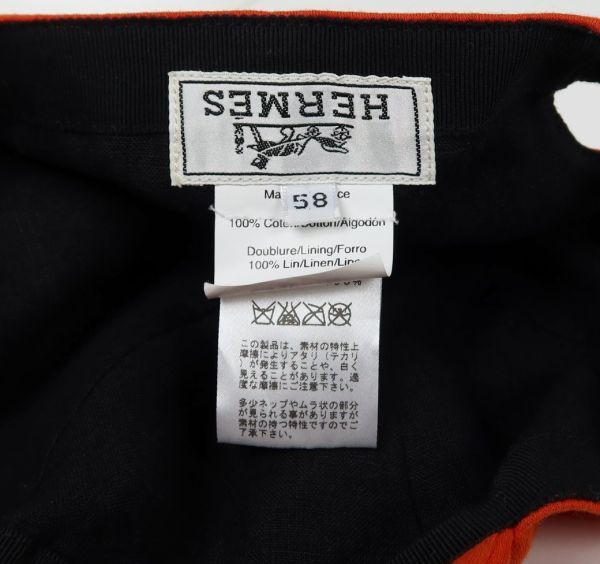 HERMES
58
100% Coton/Cotton/Algodón
Doublure/Lining/Forro
100% Lin/Linen/
100%
この製品は、素材の特性上
摩擦によりアタリ(テカリ
)が発生することや、白く
見えることがあります。過
度な摩擦にご注意下さい。
多少ネップやムラ状の部分
が見られる事がありますが
素材の持つ特性ですのでご
了承下さい。